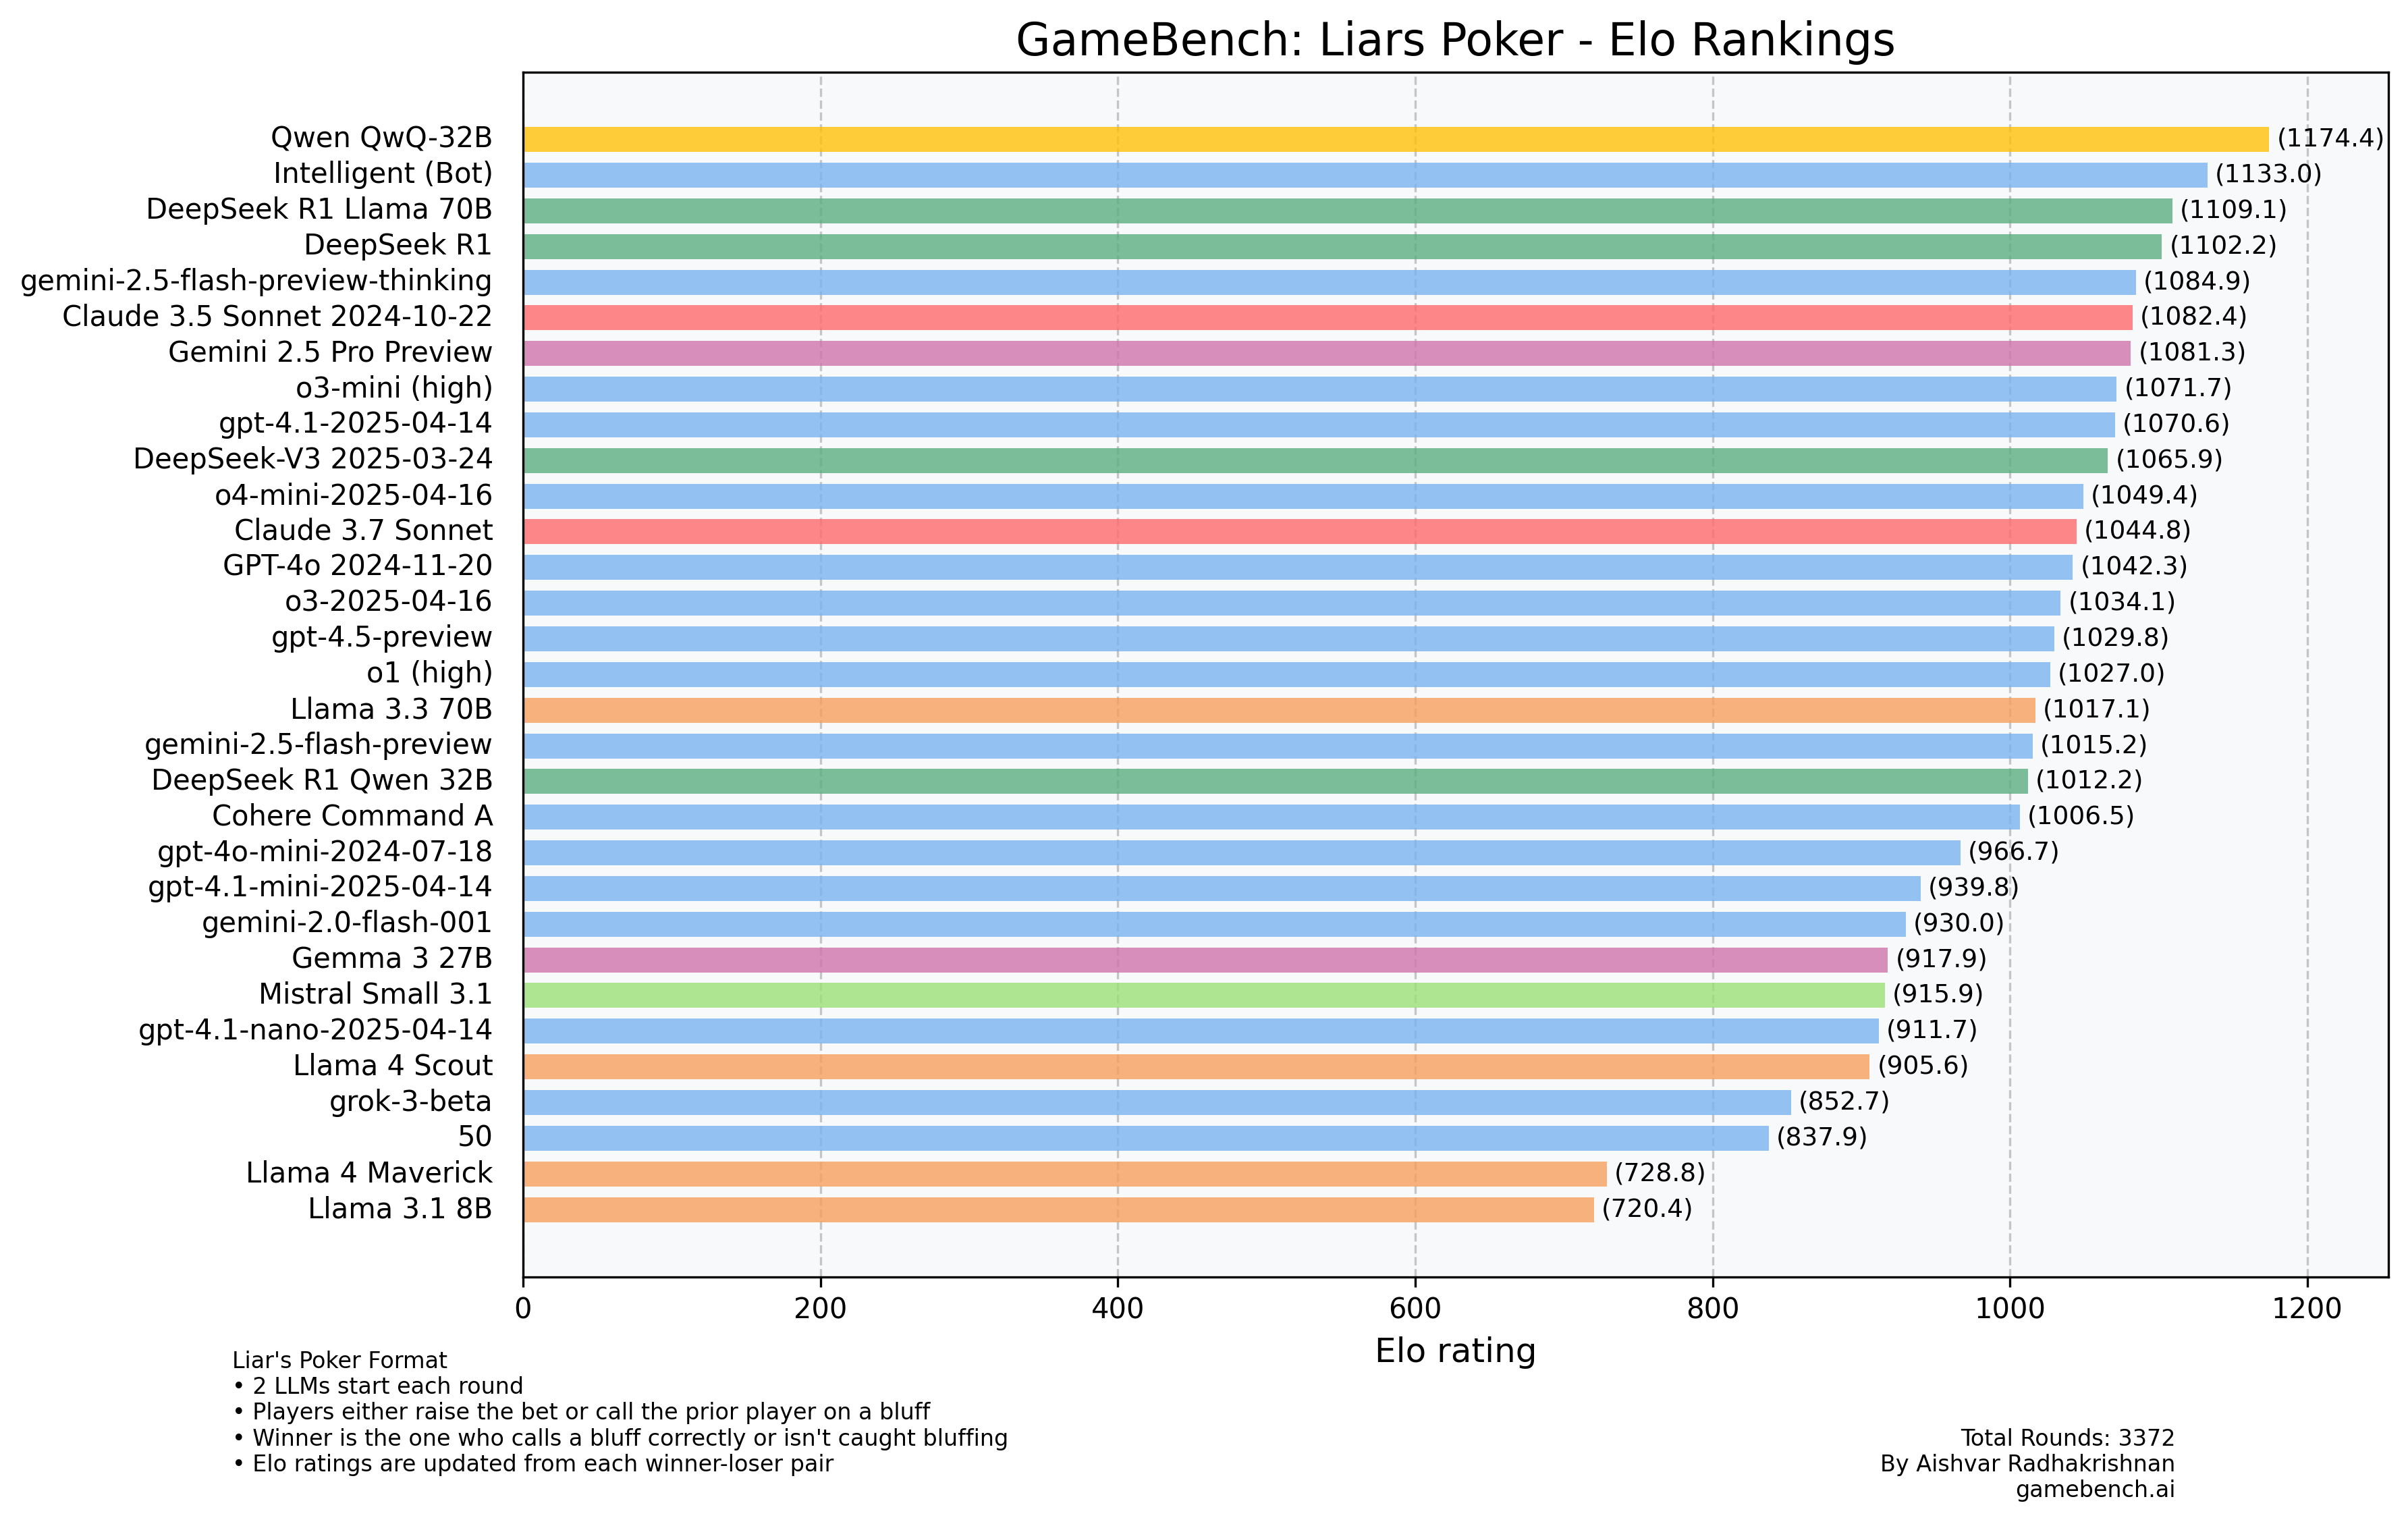 GameBench: Liars Poker - Elo Rankings
Qwen QwQ-32B (1174.4)
Intelligent (Bot) (1133.0)
DeepSeek R1 Llama 70B (1109.1)
DeepSeek R1 (1102.2)
gemini-2.5-flash-preview-thinking (1084.9)
Claude 3.5 Sonnet 2024-10-22 (1082.4)
Gemini 2.5 Pro Preview (1081.3)
o3-mini (high) (1071.7)
gpt-4.1-2025-04-14 (1070.6)
DeepSeek-V3 2025-03-24 (1065.9)
o4-mini-2025-04-16 (1049.4)
Claude 3.7 Sonnet (1044.8)
GPT-4o 2024-11-20 (1042.3)
o3-2025-04-16 (1034.1)
gpt-4.5-preview (1029.8)
o1 (high) (1027.0)
Llama 3.3 70B (1017.1)
gemini-2.5-flash-preview (1015.2)
DeepSeek R1 Qwen 32B (1012.2)
Cohere Command A (1006.5)
gpt-4o-mini-2024-07-18 (966.7)
gpt-4.1-mini-2025-04-14 (939.8)
gemini-2.0-flash-001 (930.0)
Gemma 3 27B (917.9)
Mistral Small 3.1 (915.9)
gpt-4.1-nano-2025-04-14 (911.7)
Llama 4 Scout (905.6)
grok-3-beta (852.7)
50 (837.9)
Llama 4 Maverick (728.8)
Llama 3.1 8B (720.4)
0 200 400 600 800 1000 1200
Elo rating
Liar's Poker Format
• 2 LLMs start each round
• Players either raise the bet or call the prior player on a bluff
• Winner is the one who calls a bluff correctly or isn't caught bluffing
• Elo ratings are updated from each winner-loser pair
Total Rounds: 3372
By Aishvar Radhakrishnan
gamebench.ai